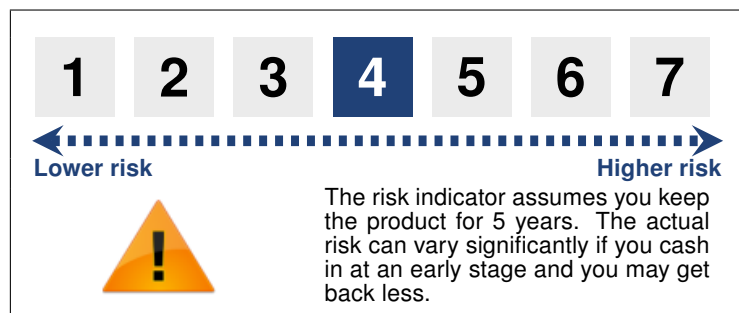 1 2 3 4 5 6 7
Lower risk Higher risk
The risk indicator assumes you keep
the product for 5 years. The actual
risk can vary significantly if you cash
in at an early stage and you may get
back less.